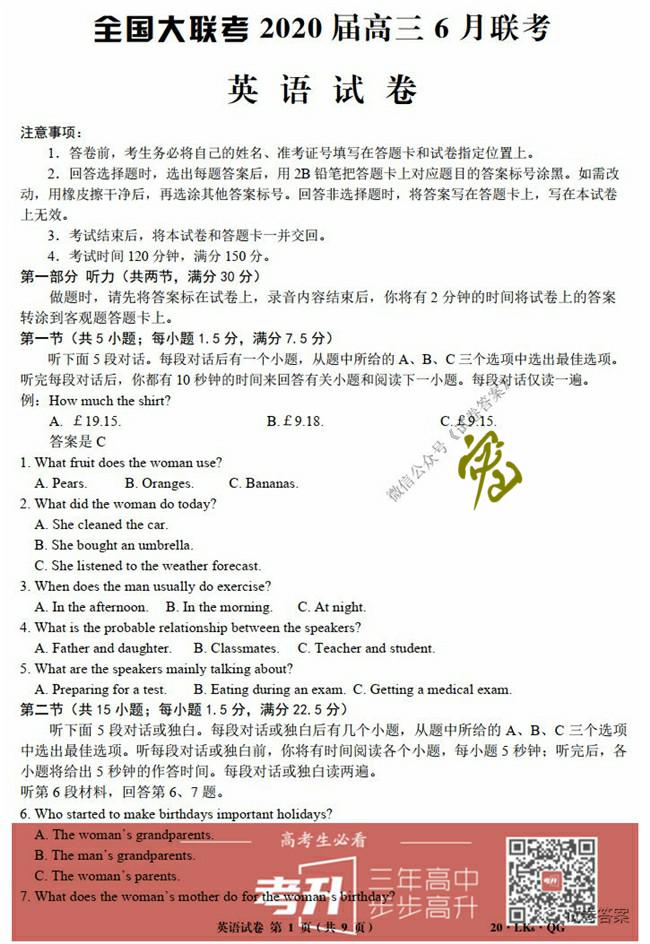 全国大联考 2020 届高三 6 月联考
英 语 试 卷
注意事项：
1．答卷前，考生务必将自己的姓名、准考证号填写在答题卡和试卷指定位置上。
2．回答选择题时，选出每题答案后，用 2B 铅笔把答题卡上对应题目的答案标号涂黑。如需改
动，用橡皮擦干净后，再选涂其他答案标号。回答非选择题时，将答案写在答题卡上，写在本试卷
上无效。
3．考试结束后，将本试卷和答题卡一并交回。
4．考试时间 120 分钟，满分 150 分。
第一部分 听力（共两节，满分 30 分）
做题时，请先将答案标在试卷上，录音内容结束后，你将有 2 分钟的时间将试卷上的答案
转涂到客观题答题卡上。
第一节（共 5 小题；每小题 1.5 分，满分 7.5 分）
听下面 5 段对话。每段对话后有一个小题，从题中所给的 A、B、C 三个选项中选出最佳选项。
听完每段对话后，你都有 10 秒钟的时间来回答有关小题和阅读下一小题。每段对话仅读一遍。
例：How much the shirt?
A. ￡19.15. B.￡9.18. C.￡9.15.
答案是 C
微信公众号《试卷答案》
1. What fruit does the woman use?
A. Pears. B. Oranges. C. Bananas.
2. What did the woman do today?
A. She cleaned the car.
B. She bought an umbrella.
C. She listened to the weather forecast.
3. When does the man usually do exercise?
A. In the afternoon. B. In the morning. C. At night.
4. What is the probable relationship between the speakers?
A. Father and daughter. B. Classmates. C. Teacher and student.
5. What are the speakers mainly talking about?
A. Preparing for a test. B. Eating during an exam. C. Getting a medical exam.
第二节（共 15 小题；每小题 1.5 分，满分 22.5 分）
听下面 5 段对话或独白。每段对话或独白后有几个小题，从题中所给的 A、B、C 三个选项
中选出最佳选项。听每段对话或独白前，你将有时间阅读各个小题，每小题 5 秒钟；听完后，各
小题将给出 5 秒钟的作答时间。每段对话或独白读两遍。
听第 6 段材料，回答第 6、7 题。
6. Who started to make birthdays important holidays?
A. The woman's grandparents.
B. The man's grandparents.
C. The woman's parents.
7. What does the woman's mother do for the woman's birthday?
高考生必看
考升
三年高中
步步高升
考升
试卷答案
英语试卷 第 1 页（共 9 页） 20·LK6·QG